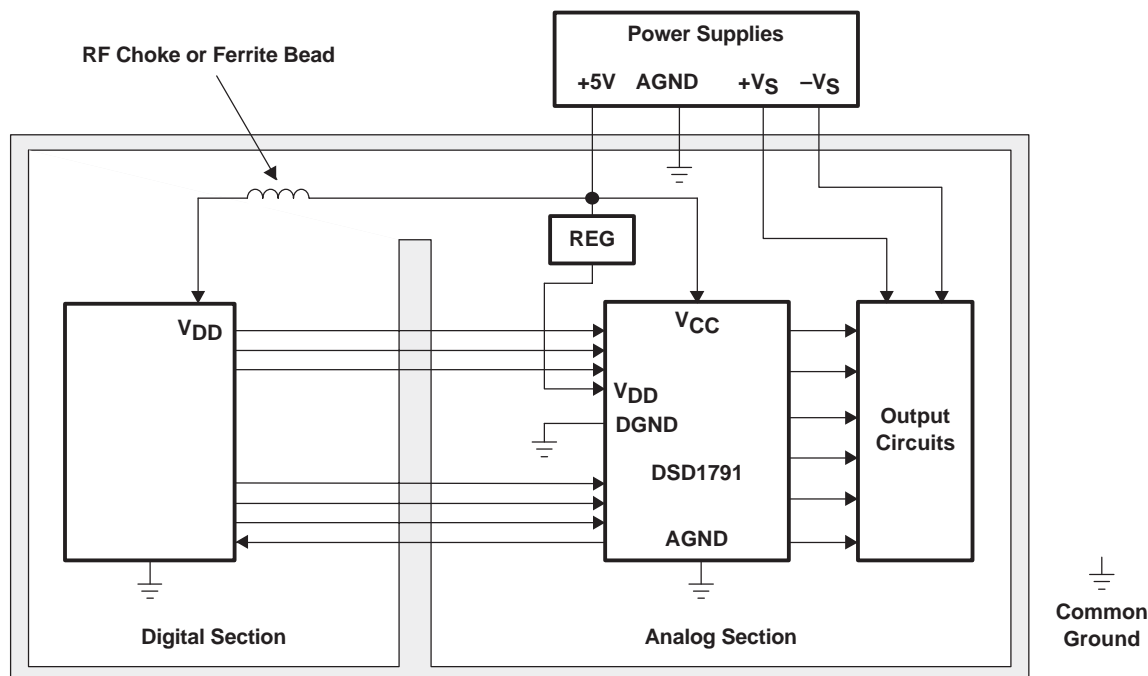 Power Supplies
RF Choke or Ferrite Bead
+5V AGND +VS –VS
REG
VDD
VCC
VDD
DGND
DSD1791
AGND
Output
Circuits
Digital Section
Analog Section
Common
Ground